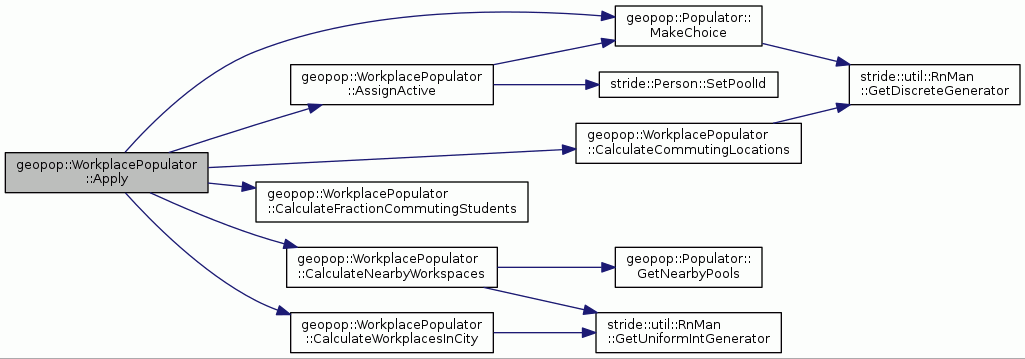 geopop::Populator::
MakeChoice
geopop::WorkplacePopulator
::AssignActive
stride::Person::SetPoolId
stride::util::RnMan
::GetDiscreteGenerator
geopop::WorkplacePopulator
::CalculateCommutingLocations
geopop::WorkplacePopulator
::Apply
geopop::WorkplacePopulator
::CalculateFractionCommutingStudents
geopop::WorkplacePopulator
::CalculateNearbyWorkspaces
geopop::Populator::
GetNearbyPools
geopop::WorkplacePopulator
::CalculateWorkplacesInCity
stride::util::RnMan
::GetUniformIntGenerator